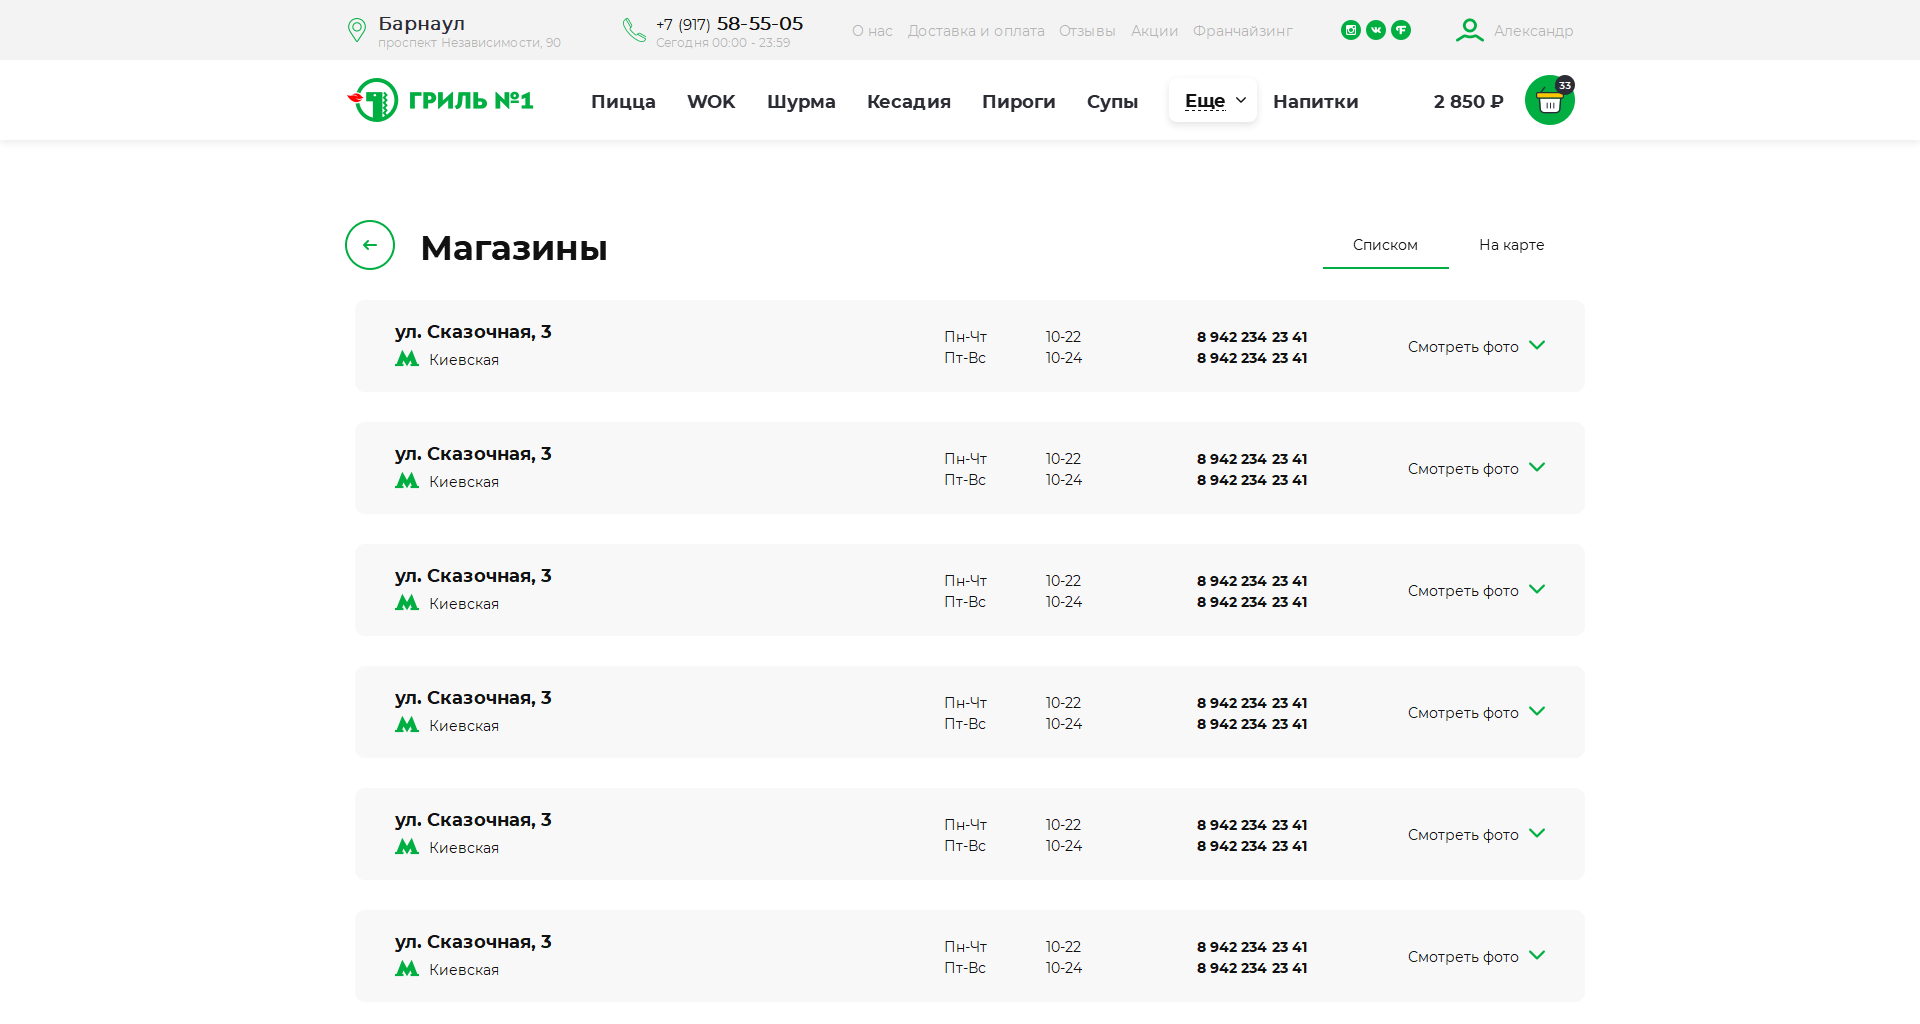 Барнаул
проспект Независимости, 90
+7 (917) 58-55-05
Сегодня 00:00 - 23:59
О нас Доставка и оплата Отзывы Акции Франчайзинг
Александр
ГРИЛЬ №1
Пицца WOK Шурма Кесадия Пироги Супы Еще Напитки
2 850 ₽
33
Магазины
Списком На карте
ул. Сказочная, 3
Киевская
Пн-Чт 10-22
Пт-Вс 10-24
8 942 234 23 41
8 942 234 23 41
Смотреть фото
ул. Сказочная, 3
Киевская
Пн-Чт 10-22
Пт-Вс 10-24
8 942 234 23 41
8 942 234 23 41
Смотреть фото
ул. Сказочная, 3
Киевская
Пн-Чт 10-22
Пт-Вс 10-24
8 942 234 23 41
8 942 234 23 41
Смотреть фото
ул. Сказочная, 3
Киевская
Пн-Чт 10-22
Пт-Вс 10-24
8 942 234 23 41
8 942 234 23 41
Смотреть фото
ул. Сказочная, 3
Киевская
Пн-Чт 10-22
Пт-Вс 10-24
8 942 234 23 41
8 942 234 23 41
Смотреть фото
ул. Сказочная, 3
Киевская
Пн-Чт 10-22
Пт-Вс 10-24
8 942 234 23 41
8 942 234 23 41
Смотреть фото